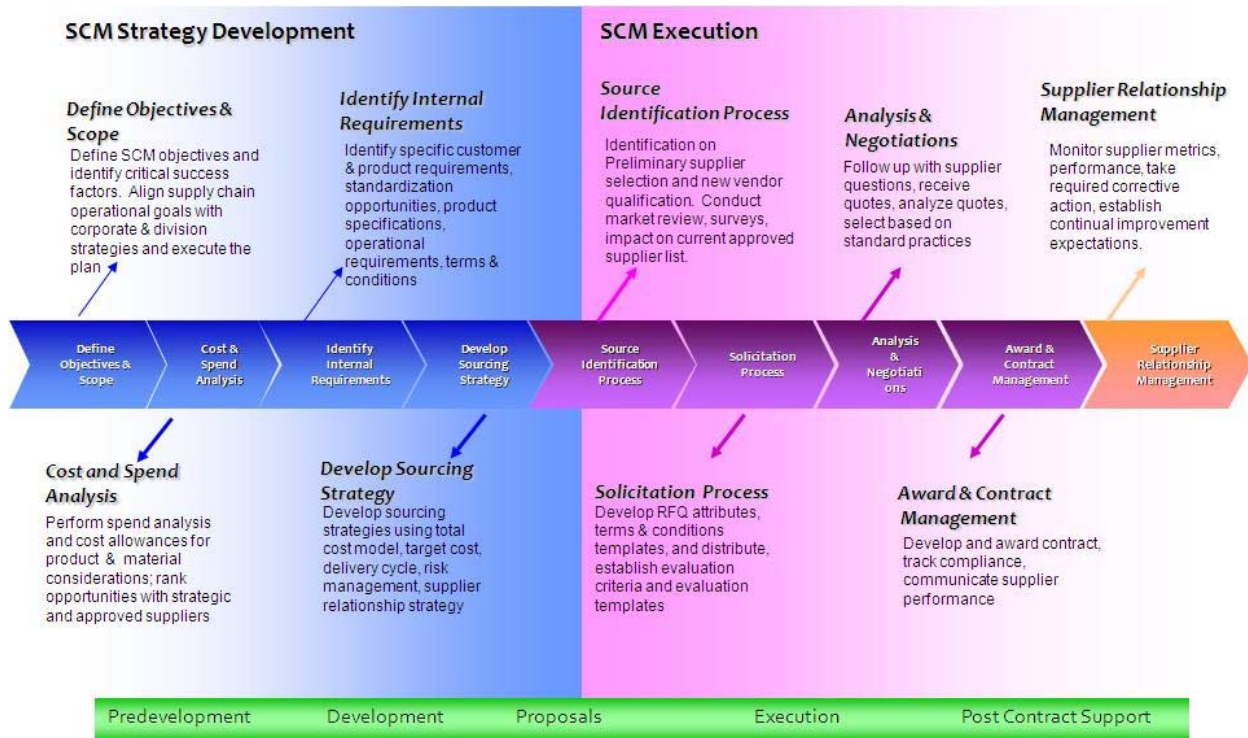 SCM Strategy Development
SCM Execution
Define Objectives &
Scope
Define SCM objectives and
identify critical success
factors. Align supply chain
operational goals with
corporate & division
strategies and execute the
plan
Identify Internal
Requirements
Identify specific customer
& product requirements,
standardization
opportunities, product
specifications,
operational
requirements, terms &
conditions
Source
Identification Process
Identification on
Preliminary supplier
selection and new vendor
qualification. Conduct
market review, surveys,
impact on current approved
supplier list.
Analysis &
Negotiations
Follow up with supplier
questions, receive
quotes, analyze quotes,
select based on
standard practices
Supplier Relationship
Management
Monitor supplier metrics,
performance, take
required corrective
action, establish
continual improvement
expectations.
Define
Objectives &
Scope
Cost &
Spend
Analysis
Identify
Internal
Requirements
Develop
Sourcing
Strategy
Source
Identification
Process
Solicitation
Process
Analysis
&
Negotiati
ons
Award &
Contract
Management
Supplier
Relationship
Management
Cost and Spend
Analysis
Perform spend analysis
and cost allowances for
product & material
considerations; rank
opportunities with strategic
and approved suppliers
Develop Sourcing
Strategy
Develop sourcing
strategies using total
cost model, target cost,
delivery cycle, risk
management, supplier
relationship strategy
Solicitation Process
Develop RFQ attributes,
terms & conditions
templates, and distribute,
establish evaluation
criteria and evaluation
templates
Award & Contract
Management
Develop and award contract,
track compliance,
communicate supplier
performance
Predevelopment
Development
Proposals
Execution
Post Contract Support